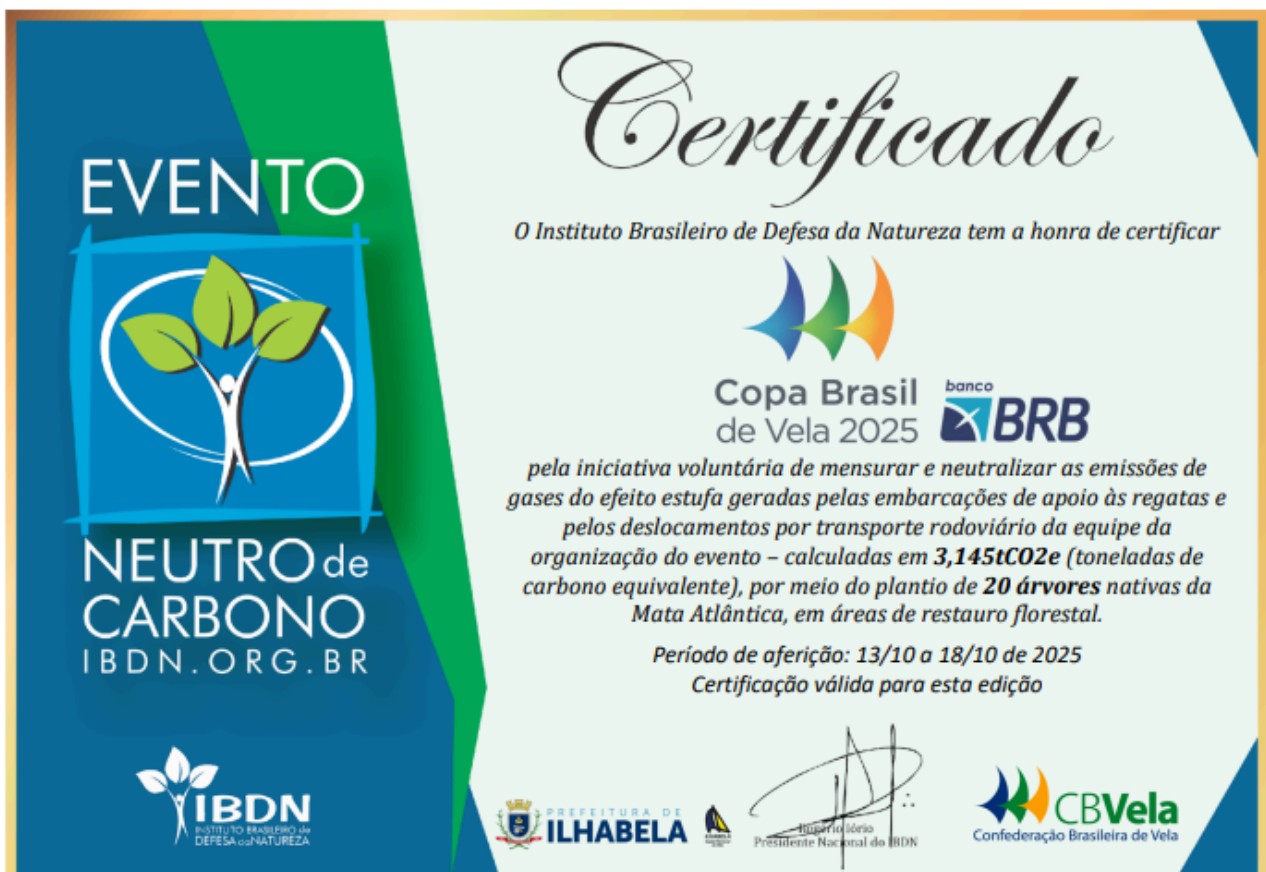 EVENTO
NEUTRO de
CARBONO
IBDN.ORG.BR
IBDN
INSTITUTO BRASILEIRO de
DEFESA da NATUREZA
Certificado
O Instituto Brasileiro de Defesa da Natureza tem a honra de certificar
Copa Brasil
de Vela 2025
banco
BRB
pela iniciativa voluntária de mensurar e neutralizar as emissões de
gases do efeito estufa geradas pelas embarcações de apoio às regatas e
pelos deslocamentos por transporte rodoviário da equipe da
organização do evento – calculadas em 3,145tCO2e (toneladas de
carbono equivalente), por meio do plantio de 20 árvores nativas da
Mata Atlântica, em áreas de restauro florestal.
Período de aferição: 13/10 a 18/10 de 2025
Certificação válida para esta edição
PREFEITURA DE
ILHABELA
Rogério Iório
Presidente Nacional do IBDN
CBVela
Confederação Brasileira de Vela